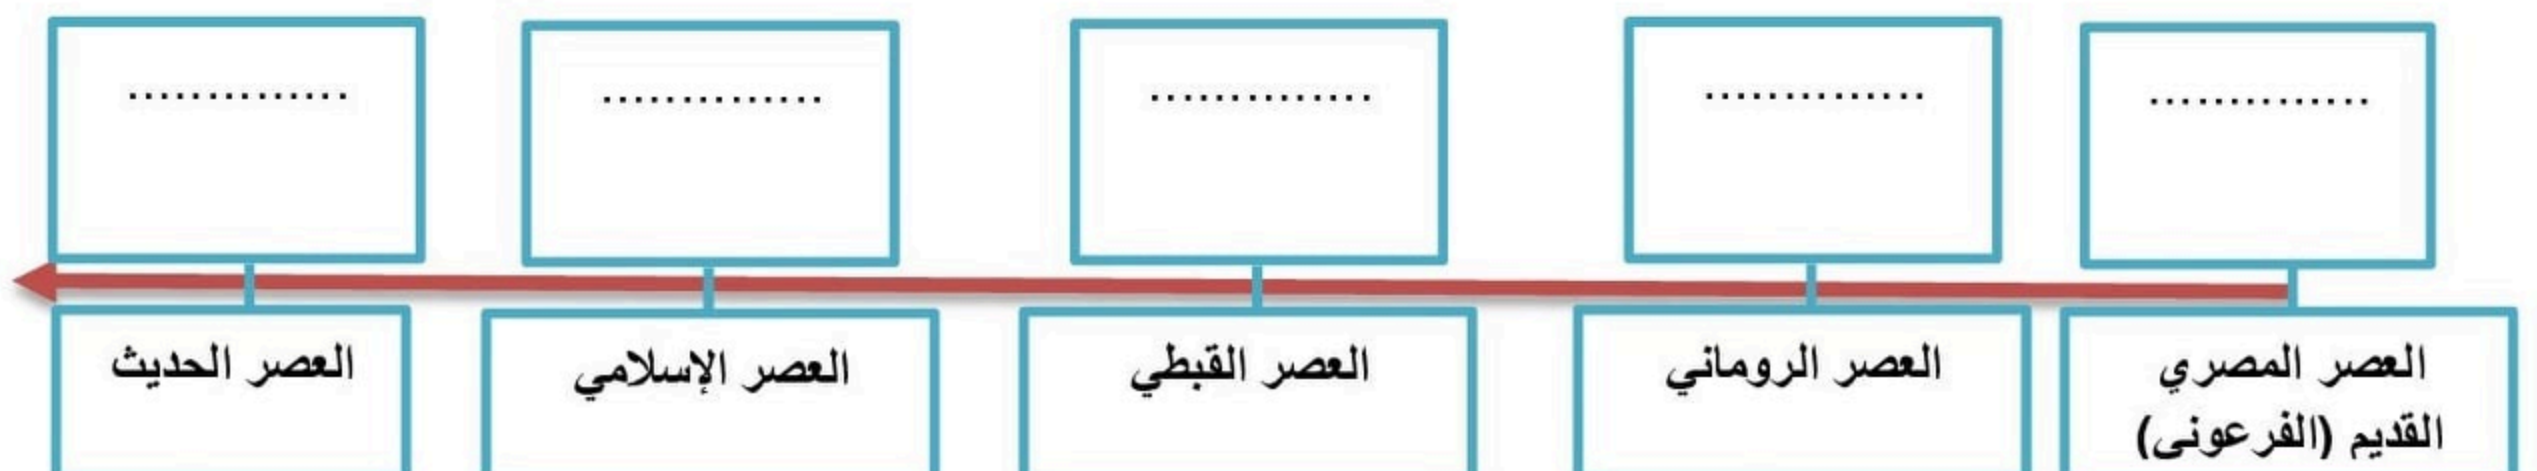 .............. .............. .............. .............. ..............
العصر المصري القديم (الفرعونى)
العصر الروماني
العصر القبطي
العصر الإسلامي
العصر الحديث